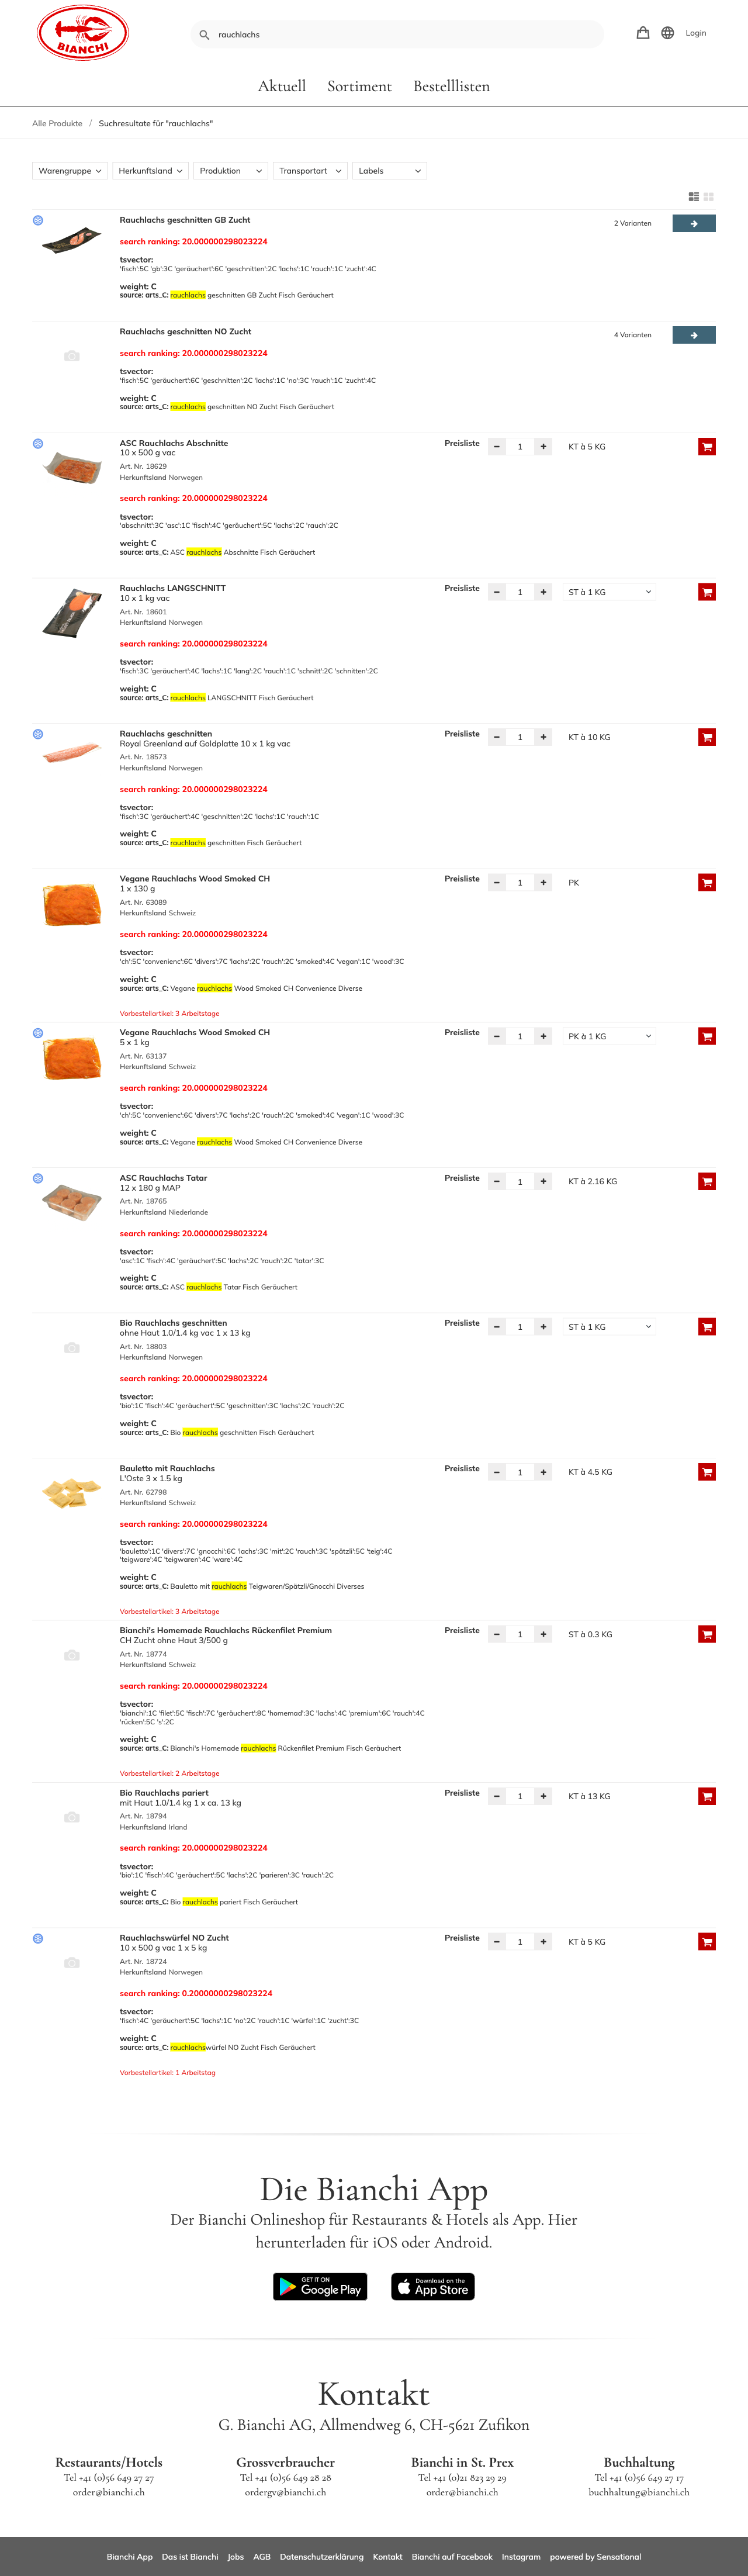 BIANCHI
rauchlachs
Login
Aktuell Sortiment Bestelllisten
Alle Produkte / Suchresultate für "rauchlachs"
Warengruppe Herkunftsland Produktion Transportart Labels
Rauchlachs geschnitten GB Zucht 2 Varianten
search ranking: 20.000000298023224
tsvector:
'fisch':5C 'gb':3C 'geräuchert':6C 'geschnitten':2C 'lachs':1C 'rauch':1C 'zucht':4C
weight: C
source: arts_C: rauchlachs geschnitten GB Zucht Fisch Geräuchert
Rauchlachs geschnitten NO Zucht 4 Varianten
search ranking: 20.000000298023224
tsvector:
'fisch':5C 'geräuchert':6C 'geschnitten':2C 'lachs':1C 'no':3C 'rauch':1C 'zucht':4C
weight: C
source: arts_C: rauchlachs geschnitten NO Zucht Fisch Geräuchert
ASC Rauchlachs Abschnitte Preisliste − 1 + KT à 5 KG
10 x 500 g vac
Art. Nr. 18629
Herkunftsland Norwegen
search ranking: 20.000000298023224
tsvector:
'abschnitt':3C 'asc':1C 'fisch':4C 'geräuchert':5C 'lachs':2C 'rauch':2C
weight: C
source: arts_C: ASC rauchlachs Abschnitte Fisch Geräuchert
Rauchlachs LANGSCHNITT Preisliste − 1 + ST à 1 KG
10 x 1 kg vac
Art. Nr. 18601
Herkunftsland Norwegen
search ranking: 20.000000298023224
tsvector:
'fisch':3C 'geräuchert':4C 'lachs':1C 'lang':2C 'rauch':1C 'schnitt':2C 'schnitten':2C
weight: C
source: arts_C: rauchlachs LANGSCHNITT Fisch Geräuchert
Rauchlachs geschnitten Preisliste − 1 + KT à 10 KG
Royal Greenland auf Goldplatte 10 x 1 kg vac
Art. Nr. 18573
Herkunftsland Norwegen
search ranking: 20.000000298023224
tsvector:
'fisch':3C 'geräuchert':4C 'geschnitten':2C 'lachs':1C 'rauch':1C
weight: C
source: arts_C: rauchlachs geschnitten Fisch Geräuchert
Vegane Rauchlachs Wood Smoked CH Preisliste − 1 + PK
1 x 130 g
Art. Nr. 63089
Herkunftsland Schweiz
search ranking: 20.000000298023224
tsvector:
'ch':5C 'convenienc':6C 'divers':7C 'lachs':2C 'rauch':2C 'smoked':4C 'vegan':1C 'wood':3C
weight: C
source: arts_C: Vegane rauchlachs Wood Smoked CH Convenience Diverse
Vorbestellartikel: 3 Arbeitstage
Vegane Rauchlachs Wood Smoked CH Preisliste − 1 + PK à 1 KG
5 x 1 kg
Art. Nr. 63137
Herkunftsland Schweiz
search ranking: 20.000000298023224
tsvector:
'ch':5C 'convenienc':6C 'divers':7C 'lachs':2C 'rauch':2C 'smoked':4C 'vegan':1C 'wood':3C
weight: C
source: arts_C: Vegane rauchlachs Wood Smoked CH Convenience Diverse
ASC Rauchlachs Tatar Preisliste − 1 + KT à 2.16 KG
12 x 180 g MAP
Art. Nr. 18765
Herkunftsland Niederlande
search ranking: 20.000000298023224
tsvector:
'asc':1C 'fisch':4C 'geräuchert':5C 'lachs':2C 'rauch':2C 'tatar':3C
weight: C
source: arts_C: ASC rauchlachs Tatar Fisch Geräuchert
Bio Rauchlachs geschnitten Preisliste − 1 + ST à 1 KG
ohne Haut 1.0/1.4 kg vac 1 x 13 kg
Art. Nr. 18803
Herkunftsland Norwegen
search ranking: 20.000000298023224
tsvector:
'bio':1C 'fisch':4C 'geräuchert':5C 'geschnitten':3C 'lachs':2C 'rauch':2C
weight: C
source: arts_C: Bio rauchlachs geschnitten Fisch Geräuchert
Bauletto mit Rauchlachs Preisliste − 1 + KT à 4.5 KG
L'Oste 3 x 1.5 kg
Art. Nr. 62798
Herkunftsland Schweiz
search ranking: 20.000000298023224
tsvector:
'bauletto':1C 'divers':7C 'gnocchi':6C 'lachs':3C 'mit':2C 'rauch':3C 'spätzli':5C 'teig':4C
'teigware':4C 'teigwaren':4C 'ware':4C
weight: C
source: arts_C: Bauletto mit rauchlachs Teigwaren/Spätzli/Gnocchi Diverses
Vorbestellartikel: 3 Arbeitstage
Bianchi's Homemade Rauchlachs Rückenfilet Premium Preisliste − 1 + ST à 0.3 KG
CH Zucht ohne Haut 3/500 g
Art. Nr. 18774
Herkunftsland Schweiz
search ranking: 20.000000298023224
tsvector:
'bianchi':1C 'filet':5C 'fisch':7C 'geräuchert':8C 'homemad':3C 'lachs':4C 'premium':6C 'rauch':4C
'rücken':5C 's':2C
weight: C
source: arts_C: Bianchi's Homemade rauchlachs Rückenfilet Premium Fisch Geräuchert
Vorbestellartikel: 2 Arbeitstage
Bio Rauchlachs pariert Preisliste − 1 + KT à 13 KG
mit Haut 1.0/1.4 kg 1 x ca. 13 kg
Art. Nr. 18794
Herkunftsland Irland
search ranking: 20.000000298023224
tsvector:
'bio':1C 'fisch':4C 'geräuchert':5C 'lachs':2C 'parieren':3C 'rauch':2C
weight: C
source: arts_C: Bio rauchlachs pariert Fisch Geräuchert
Rauchlachswürfel NO Zucht Preisliste − 1 + KT à 5 KG
10 x 500 g vac 1 x 5 kg
Art. Nr. 18724
Herkunftsland Norwegen
search ranking: 0.20000000298023224
tsvector:
'fisch':4C 'geräuchert':5C 'lachs':1C 'no':2C 'rauch':1C 'würfel':1C 'zucht':3C
weight: C
source: arts_C: rauchlachswürfel NO Zucht Fisch Geräuchert
Vorbestellartikel: 1 Arbeitstag
Die Bianchi App
Der Bianchi Onlineshop für Restaurants & Hotels als App. Hier
herunterladen für iOS oder Android.
GET IT ON Google Play
Download on the App Store
Kontakt
G. Bianchi AG, Allmendweg 6, CH-5621 Zufikon
Restaurants/Hotels Grossverbraucher Bianchi in St. Prex Buchhaltung
Tel +41 (0)56 649 27 27 Tel +41 (0)56 649 28 28 Tel +41 (0)21 823 29 29 Tel +41 (0)56 649 27 17
order@bianchi.ch ordergv@bianchi.ch order@bianchi.ch buchhaltung@bianchi.ch
Bianchi App Das ist Bianchi Jobs AGB Datenschutzerklärung Kontakt Bianchi auf Facebook Instagram powered by Sensational